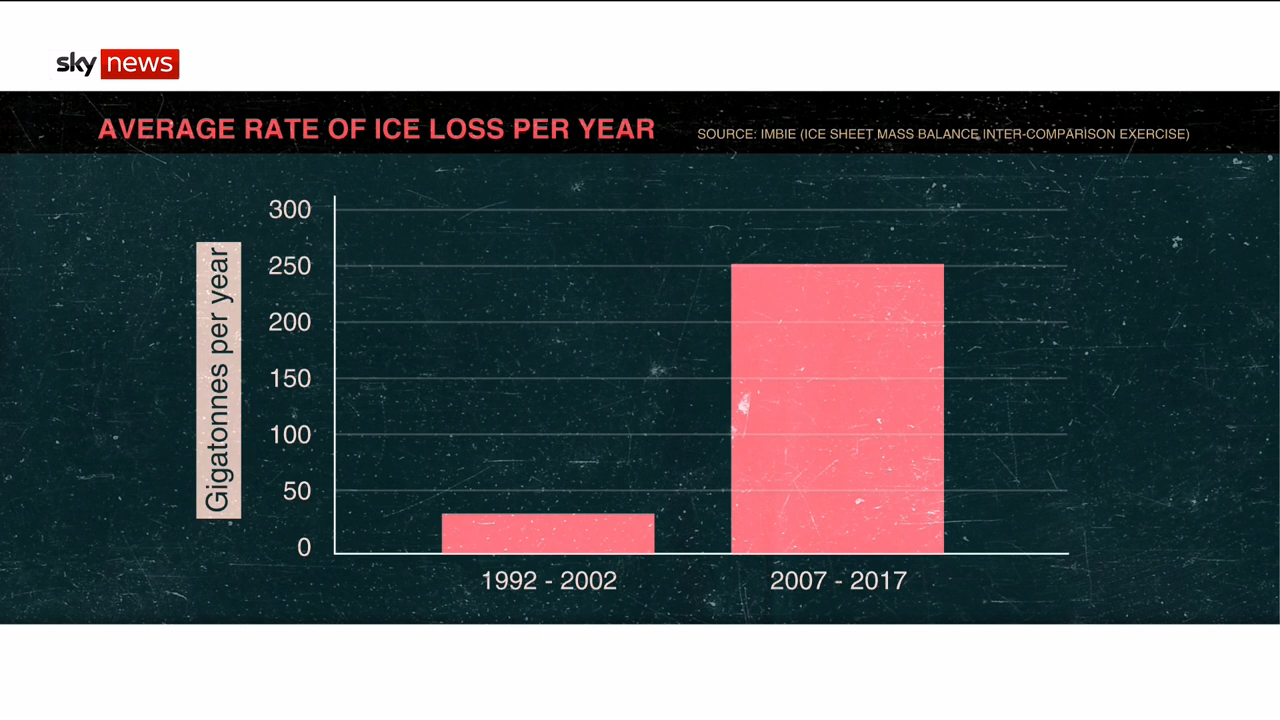 sky news
AVERAGE RATE OF ICE LOSS PER YEAR
SOURCE: IMBIE (ICE SHEET MASS BALANCE INTER-COMPARISON EXERCISE)
Gigatonnes per year
300
250
200
150
100
50
0
1992 - 2002
2007 - 2017